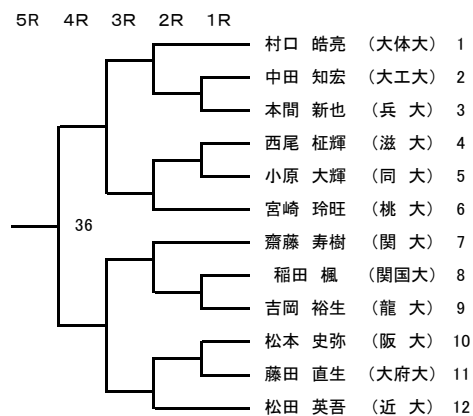 5R 4R 3R 2R 1R
村口 皓亮 （大体大） 1
中田 知宏 （大工大） 2
本間 新也 （兵 大） 3
西尾 柾輝 （滋 大） 4
小原 大輝 （同 大） 5
宮崎 玲旺 （桃 大） 6
36
齋藤 寿樹 （関 大） 7
稲田 楓 （関国大） 8
吉岡 裕生 （龍 大） 9
松本 史弥 （阪 大） 10
藤田 直生 （大府大） 11
松田 英吾 （近 大） 12